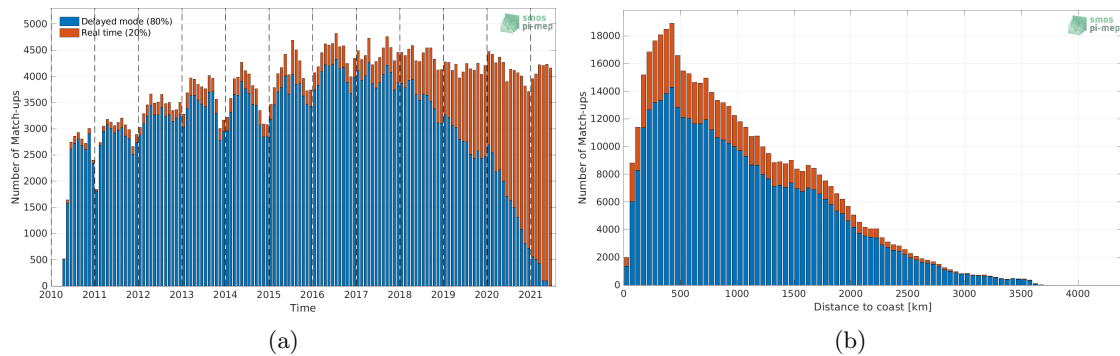 Delayed mode (80%)
Real time (20%)
smos
pi-mep
Number of Match-ups
5000
4500
4000
3500
3000
2500
2000
1500
1000
500
0
2010 2011 2012 2013 2014 2015 2016 2017 2018 2019 2020 2021
Time
(a)
smos
pi-mep
Number of Match-ups
18000
16000
14000
12000
10000
8000
6000
4000
2000
0
0 500 1000 1500 2000 2500 3000 3500 4000
Distance to coast [km]
(b)